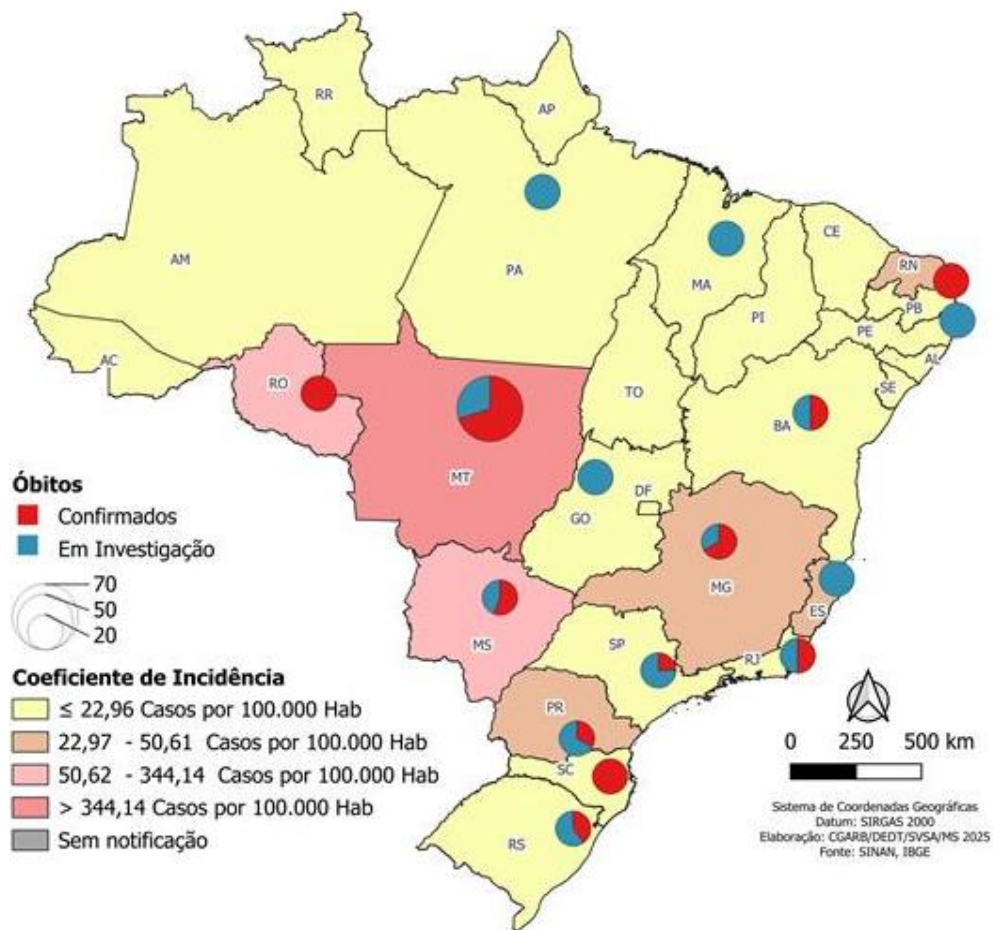 RR
AP
AM
PA
MA
CE
RN
PB
PI
PE
AL
AC
SE
RO
TO
BA
MT
DF
GO
MG
ES
MS
SP
RJ
PR
SC
RS
Óbitos
Confirmados
Em Investigação
70
50
20
Coeficiente de Incidência
≤ 22,96 Casos por 100.000 Hab
22,97 - 50,61 Casos por 100.000 Hab
50,62 - 344,14 Casos por 100.000 Hab
> 344,14 Casos por 100.000 Hab
Sem notificação
0 250 500 km
Sistema de Coordenadas Geográficas
Datum: SIRGAS 2000
Elaboração: CGARB/DEDT/SVSA/MS 2025
Fonte: SINAN, IBGE